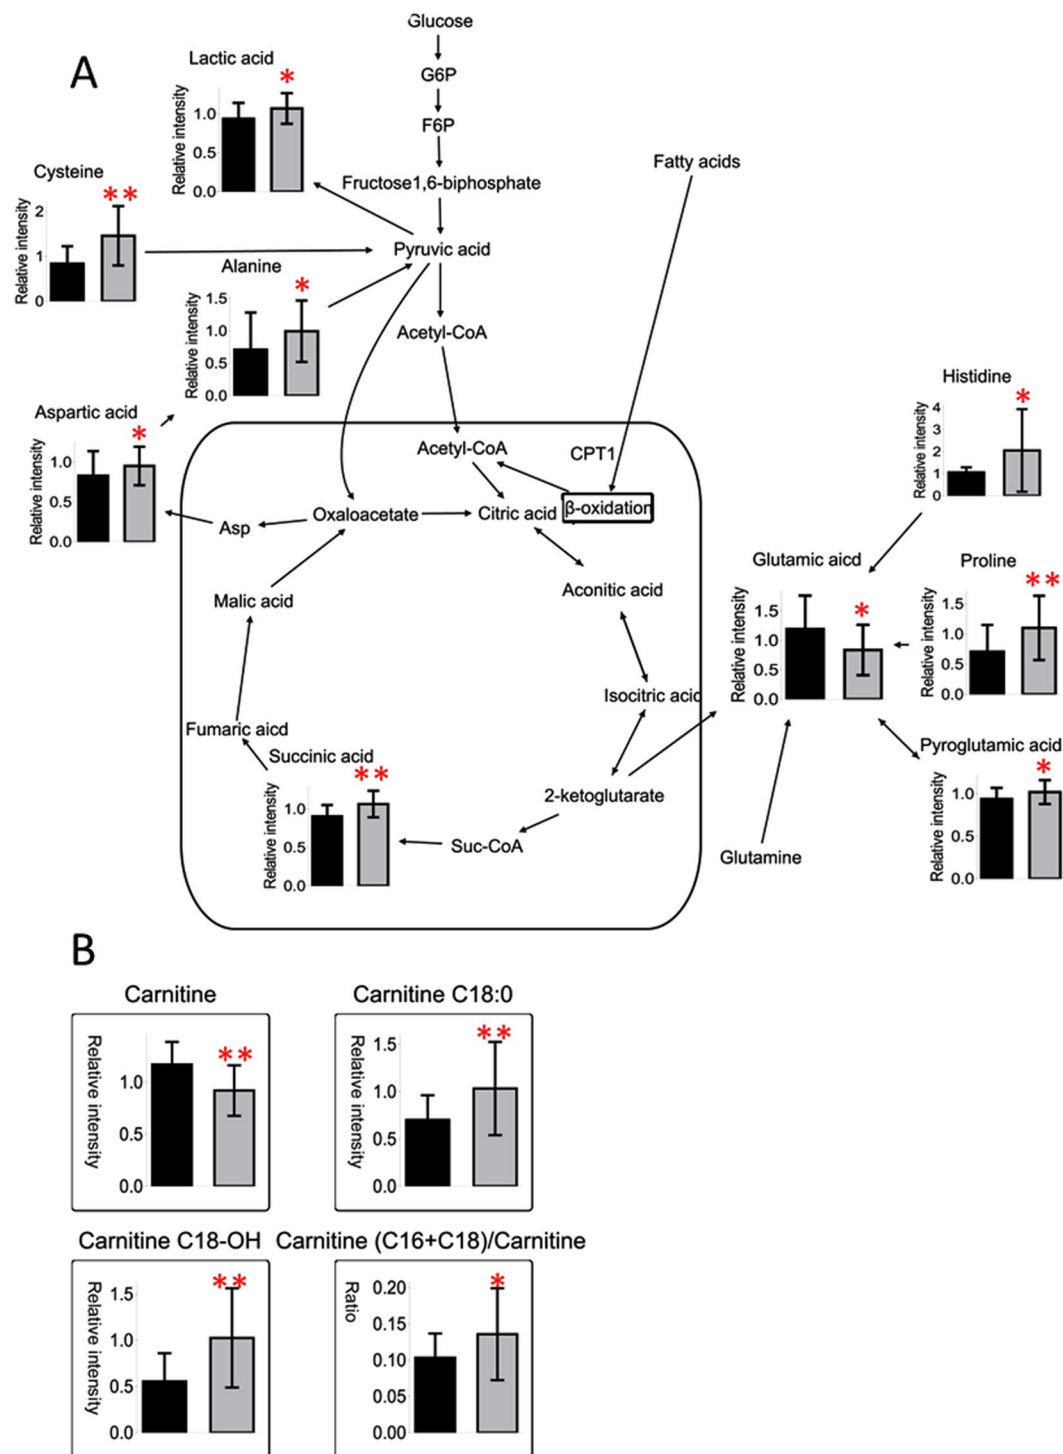 A
Glucose
G6P
F6P
Fructose1,6-biphosphate
Pyruvic acid
Acetyl-CoA
Fatty acids
Lactic acid
*
Relative intensity
1.0
0.5
0.0
Cysteine
**
Relative intensity
2
1
0
Alanine
*
Relative intensity
1.5
1.0
0.5
0.0
Aspartic acid
*
Relative intensity
1.0
0.5
0.0
Acetyl-CoA
CPT1
β-oxidation
Asp
Oxaloacetate
Citric acid
Malic acid
Aconitic acid
Isocitric acid
Fumaric aicd
Succinic acid
**
Relative intensity
1.0
0.5
0.0
2-ketoglutarate
Suc-CoA
Histidine
*
Relative intensity
4
3
2
1
0
Glutamic aicd
*
Relative intensity
1.5
1.0
0.5
0.0
Proline
**
Relative intensity
1.5
1.0
0.5
0.0
Pyroglutamic acid
*
Relative intensity
1.0
0.5
0.0
Glutamine
B
Carnitine
**
Relative intensity
1.0
0.5
0.0
Carnitine C18:0
**
Relative intensity
1.5
1.0
0.5
0.0
Carnitine C18-OH
**
Relative intensity
1.5
1.0
0.5
0.0
Carnitine (C16+C18)/Carnitine
*
Ratio
0.20
0.15
0.10
0.05
0.00